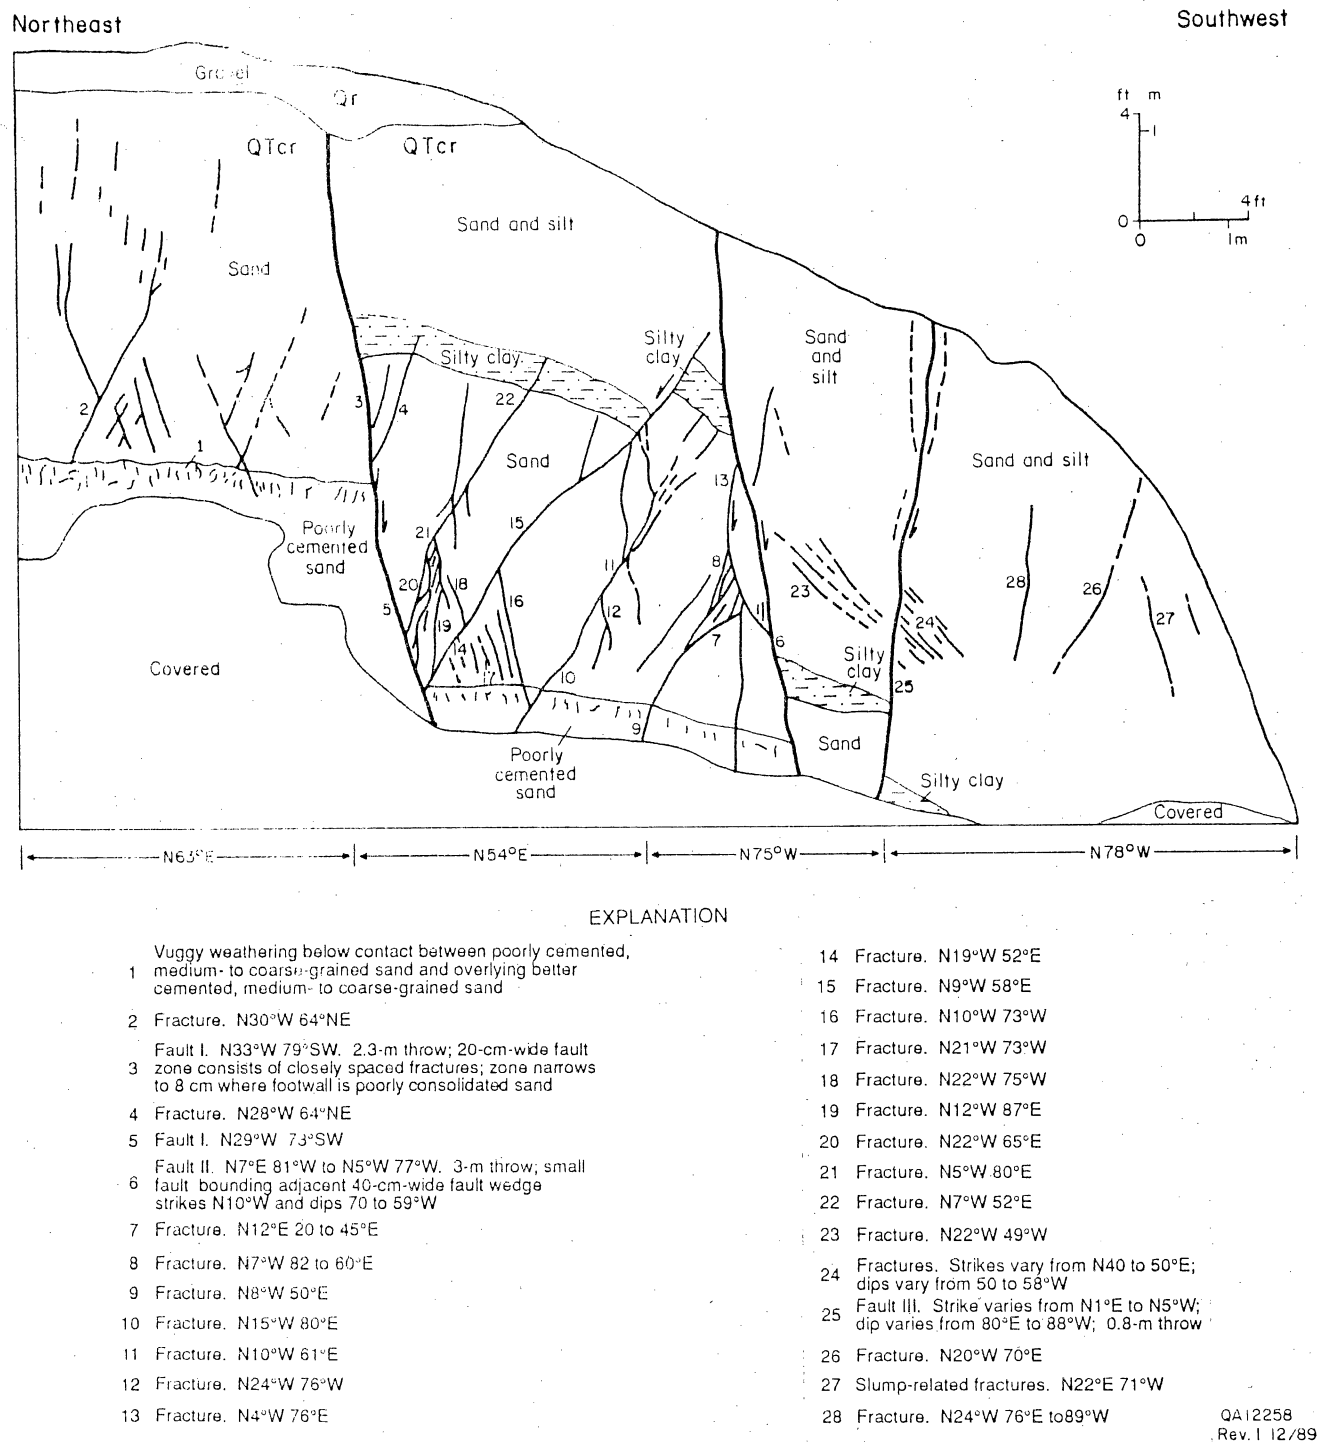 Northeast
Southwest
Gravel
Qr
QTcr
QTcr
ft m
4
1
0
4 ft
0 1m
Sand and silt
Sand
Silty clay
Silty
clay
Sand
and
silt
Sand and silt
Sand
2
1
3
4
22
13
15
21
11
8
20
18
16
12
5
19
14
17
10
7
11
6
9
23
24
25
28
26
27
Poorly
cemented
sand
Covered
Silty
clay
Sand
Poorly
cemented
sand
Silty clay
Covered
N63°E
N54°E
N75°W
N78°W
EXPLANATION
1 Vuggy weathering below contact between poorly cemented,
medium- to coarse-grained sand and overlying better
cemented, medium- to coarse-grained sand
2 Fracture. N30°W 64°NE
3 Fault I. N33°W 79°SW. 2.3-m throw; 20-cm-wide fault
zone consists of closely spaced fractures; zone narrows
to 8 cm where footwall is poorly consolidated sand
4 Fracture. N28°W 64°NE
5 Fault I. N29°W 73°SW
6 Fault II. N7°E 81°W to N5°W 77°W. 3-m throw; small
fault bounding adjacent 40-cm-wide fault wedge
strikes N10°W and dips 70 to 59°W
7 Fracture. N12°E 20 to 45°E
8 Fracture. N7°W 82 to 60°E
9 Fracture. N8°W 50°E
10 Fracture. N15°W 80°E
11 Fracture. N10°W 61°E
12 Fracture. N24°W 76°W
13 Fracture. N4°W 76°E
14 Fracture. N19°W 52°E
15 Fracture. N9°W 58°E
16 Fracture. N10°W 73°W
17 Fracture. N21°W 73°W
18 Fracture. N22°W 75°W
19 Fracture. N12°W 87°E
20 Fracture. N22°W 65°E
21 Fracture. N5°W 80°E
22 Fracture. N7°W 52°E
23 Fracture. N22°W 49°W
24 Fractures. Strikes vary from N40 to 50°E;
dips vary from 50 to 58°W
25 Fault III. Strike varies from N1°E to N5°W;
dip varies from 80°E to 88°W; 0.8-m throw
26 Fracture. N20°W 70°E
27 Slump-related fractures. N22°E 71°W
28 Fracture. N24°W 76°E to 89°W
QA12258
Rev. 1 12/89